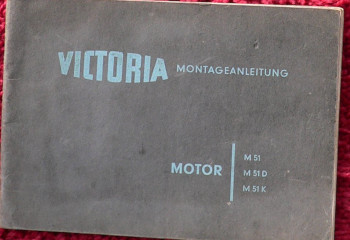 VICTORIA MONTAGEANLEITUNG
MOTOR
M 51
M 51 D
M 51 K